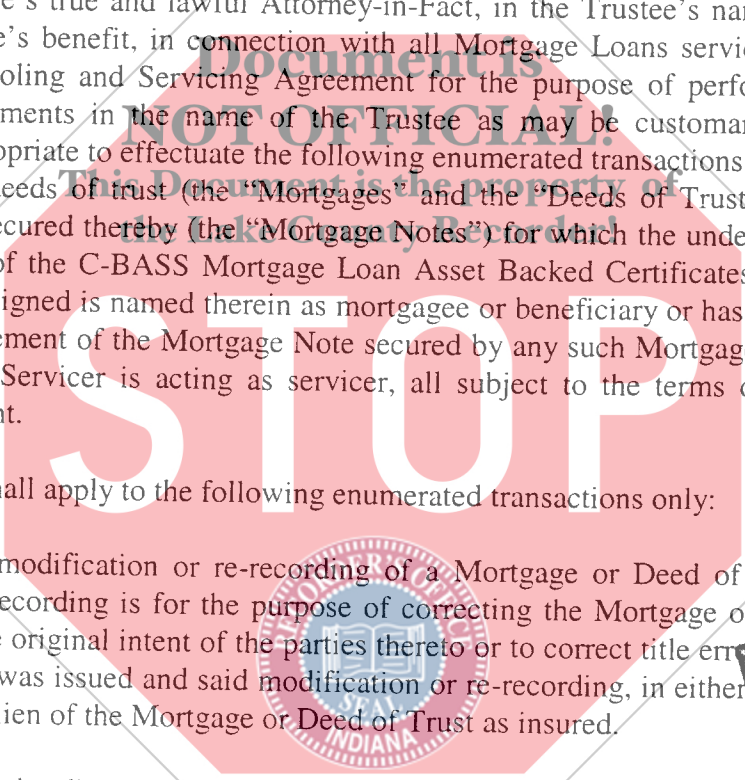 e's true and lawful Attorney-in-Fact, in the Trustee's nam
e's benefit, in connection with all Mortgage Loans servic
Document is
oling and Servicing Agreement for the purpose of perfo
ments in the name of the Trustee as may be customar
NOT OFFICIAL!
opriate to effectuate the following enumerated transactions
eeds of trust (the “Mortgages” and the “Deeds of Trust
This Document is the property of
ecured thereby (the “Mortgage Notes”) for which the unde
the Lake County Recorder!
of the C-BASS Mortgage Loan Asset Backed Certificates
igned is named therein as mortgagee or beneficiary or has
ement of the Mortgage Note secured by any such Mortgag
Servicer is acting as servicer, all subject to the terms o
nt.
STOP
nall apply to the following enumerated transactions only:
modification or re-recording of a Mortgage or Deed of
ecording is for the purpose of correcting the Mortgage o
e original intent of the parties thereto or to correct title err
was issued and said modification or re-recording, in either
lien of the Mortgage or Deed of Trust as insured.
RECORDER'S OFFICE
SEAL
INDIANA